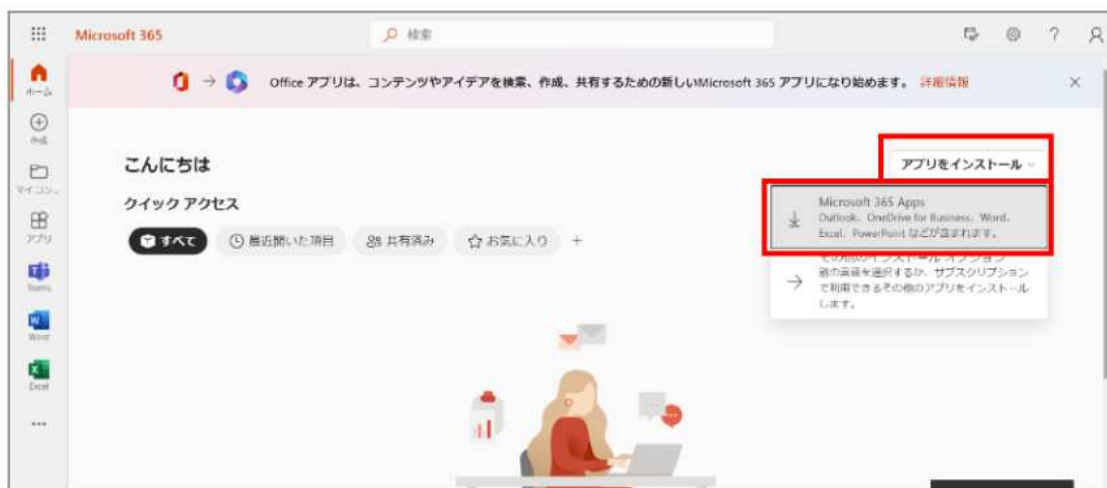 Microsoft 365
検索
Office アプリは、コンテンツやアイデアを検索、作成、共有するための新しいMicrosoft 365 アプリになり始めます。 詳細情報
ホーム
作成
マイ コン...
アプリ
Teams
Word
Excel
こんにちは
アプリをインストール
クイック アクセス
すべて
最近開いた項目
共有済み
お気に入り
Microsoft 365 Apps
Outlook、OneDrive for Business、Word、
Excel、PowerPoint などが含まれます。
その他のインストール オプション
別の言語を選択するか、サブスクリプション
で利用できるその他のアプリをインストール
します。